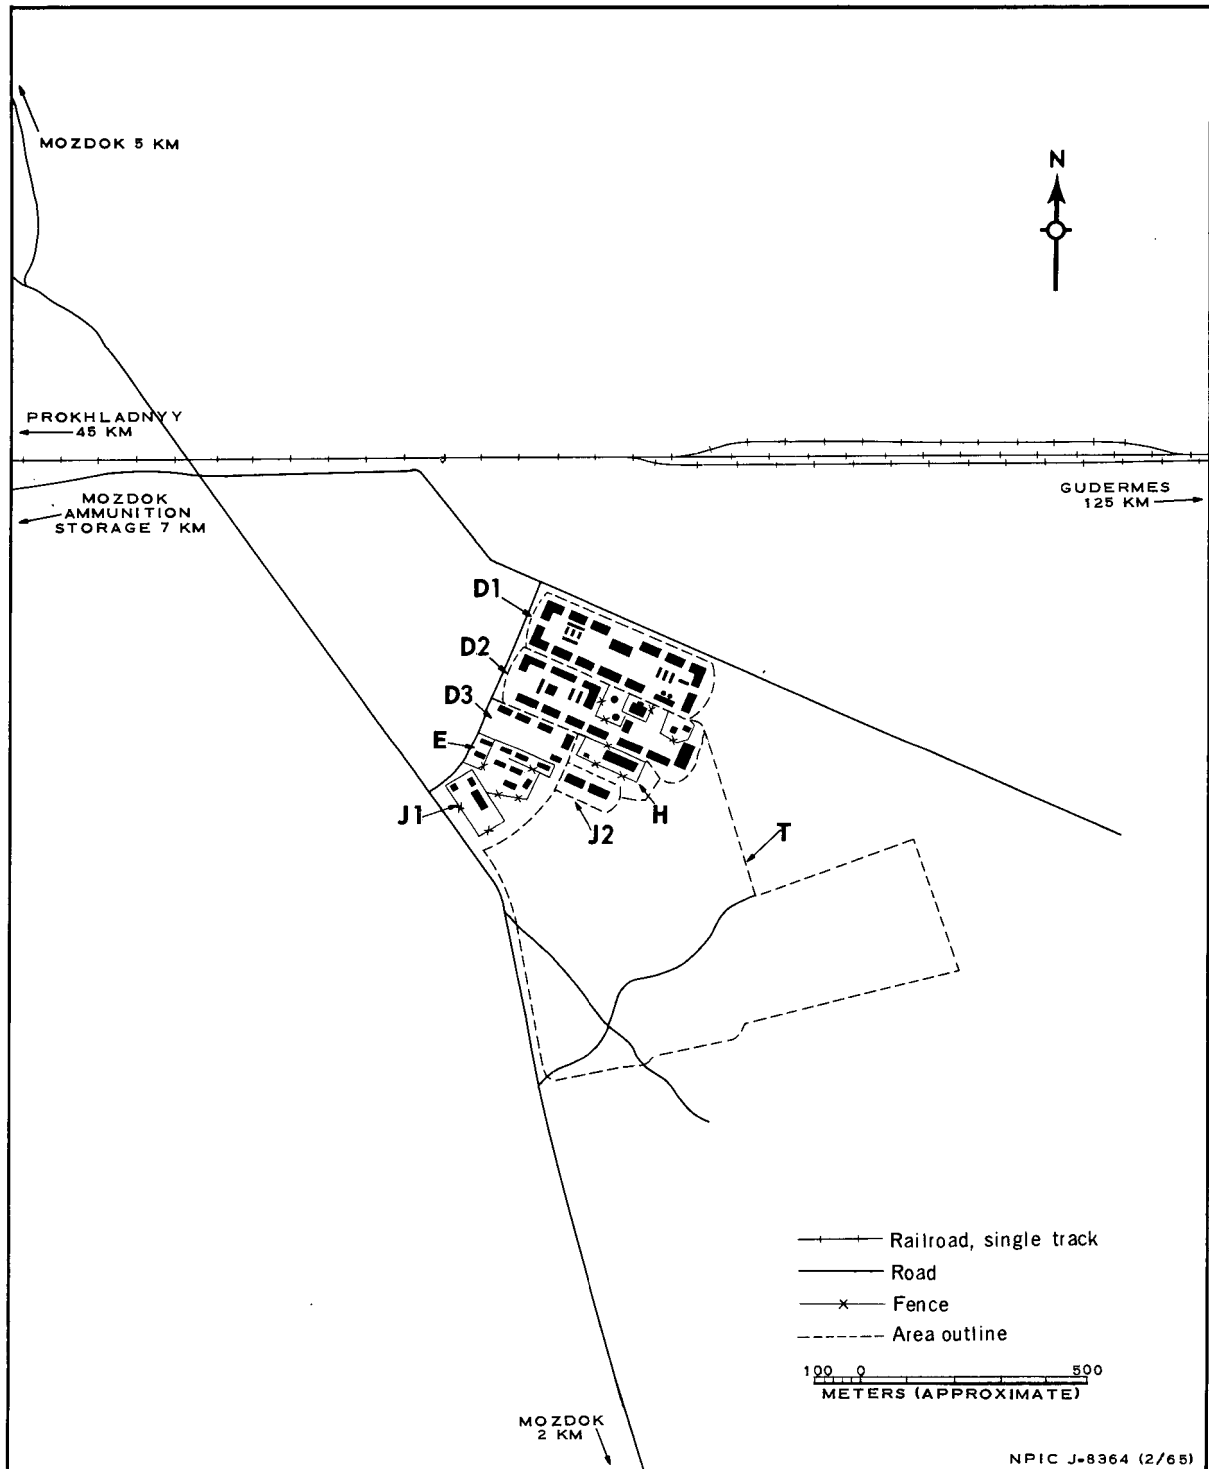 MOZDOK 5 KM
N
PROKHLADNYY
45 KM
MOZDOK
AMMUNITION
STORAGE 7 KM
GUDERMES
125 KM
D1
D2
D3
E
J1
J2
H
T
Railroad, single track
Road
Fence
Area outline
100 0 500
METERS (APPROXIMATE)
MOZDOK
2 KM
NPIC J-8364 (2/65)